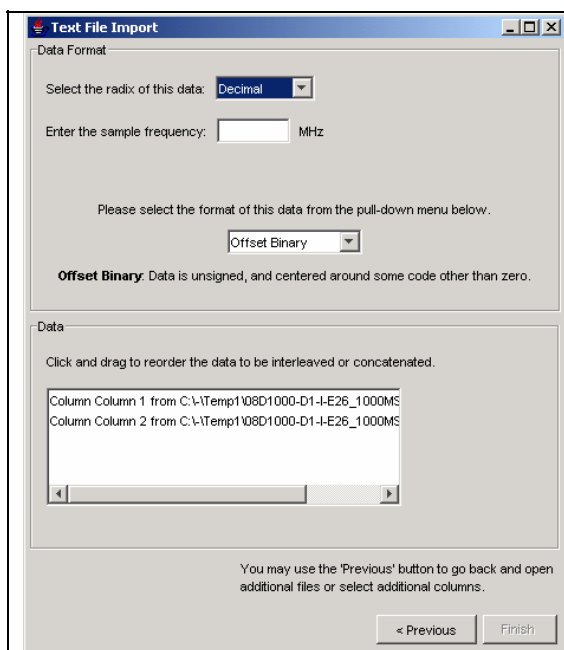 Text File Import
Data Format
Select the radix of this data: Decimal
Enter the sample frequency: MHz
Please select the format of this data from the pull-down menu below.
Offset Binary
Offset Binary: Data is unsigned, and centered around some code other than zero.
Data
Click and drag to reorder the data to be interleaved or concatenated.
Column Column 1 from C:\-\Temp1\08D1000-D1-I-E26_1000MS
Column Column 2 from C:\-\Temp1\08D1000-D1-I-E26_1000MS
You may use the 'Previous' button to go back and open
additional files or select additional columns.
< Previous Finish